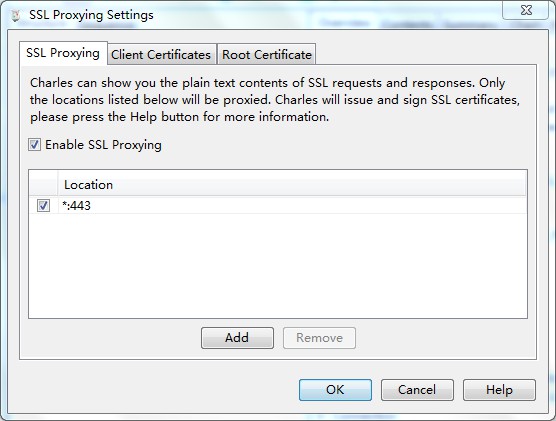 SSL Proxying Settings
SSL Proxying Client Certificates Root Certificate
Charles can show you the plain text contents of SSL requests and responses. Only
the locations listed below will be proxied. Charles will issue and sign SSL certificates,
please press the Help button for more information.
Enable SSL Proxying
Location
*:443
Add Remove
OK Cancel Help